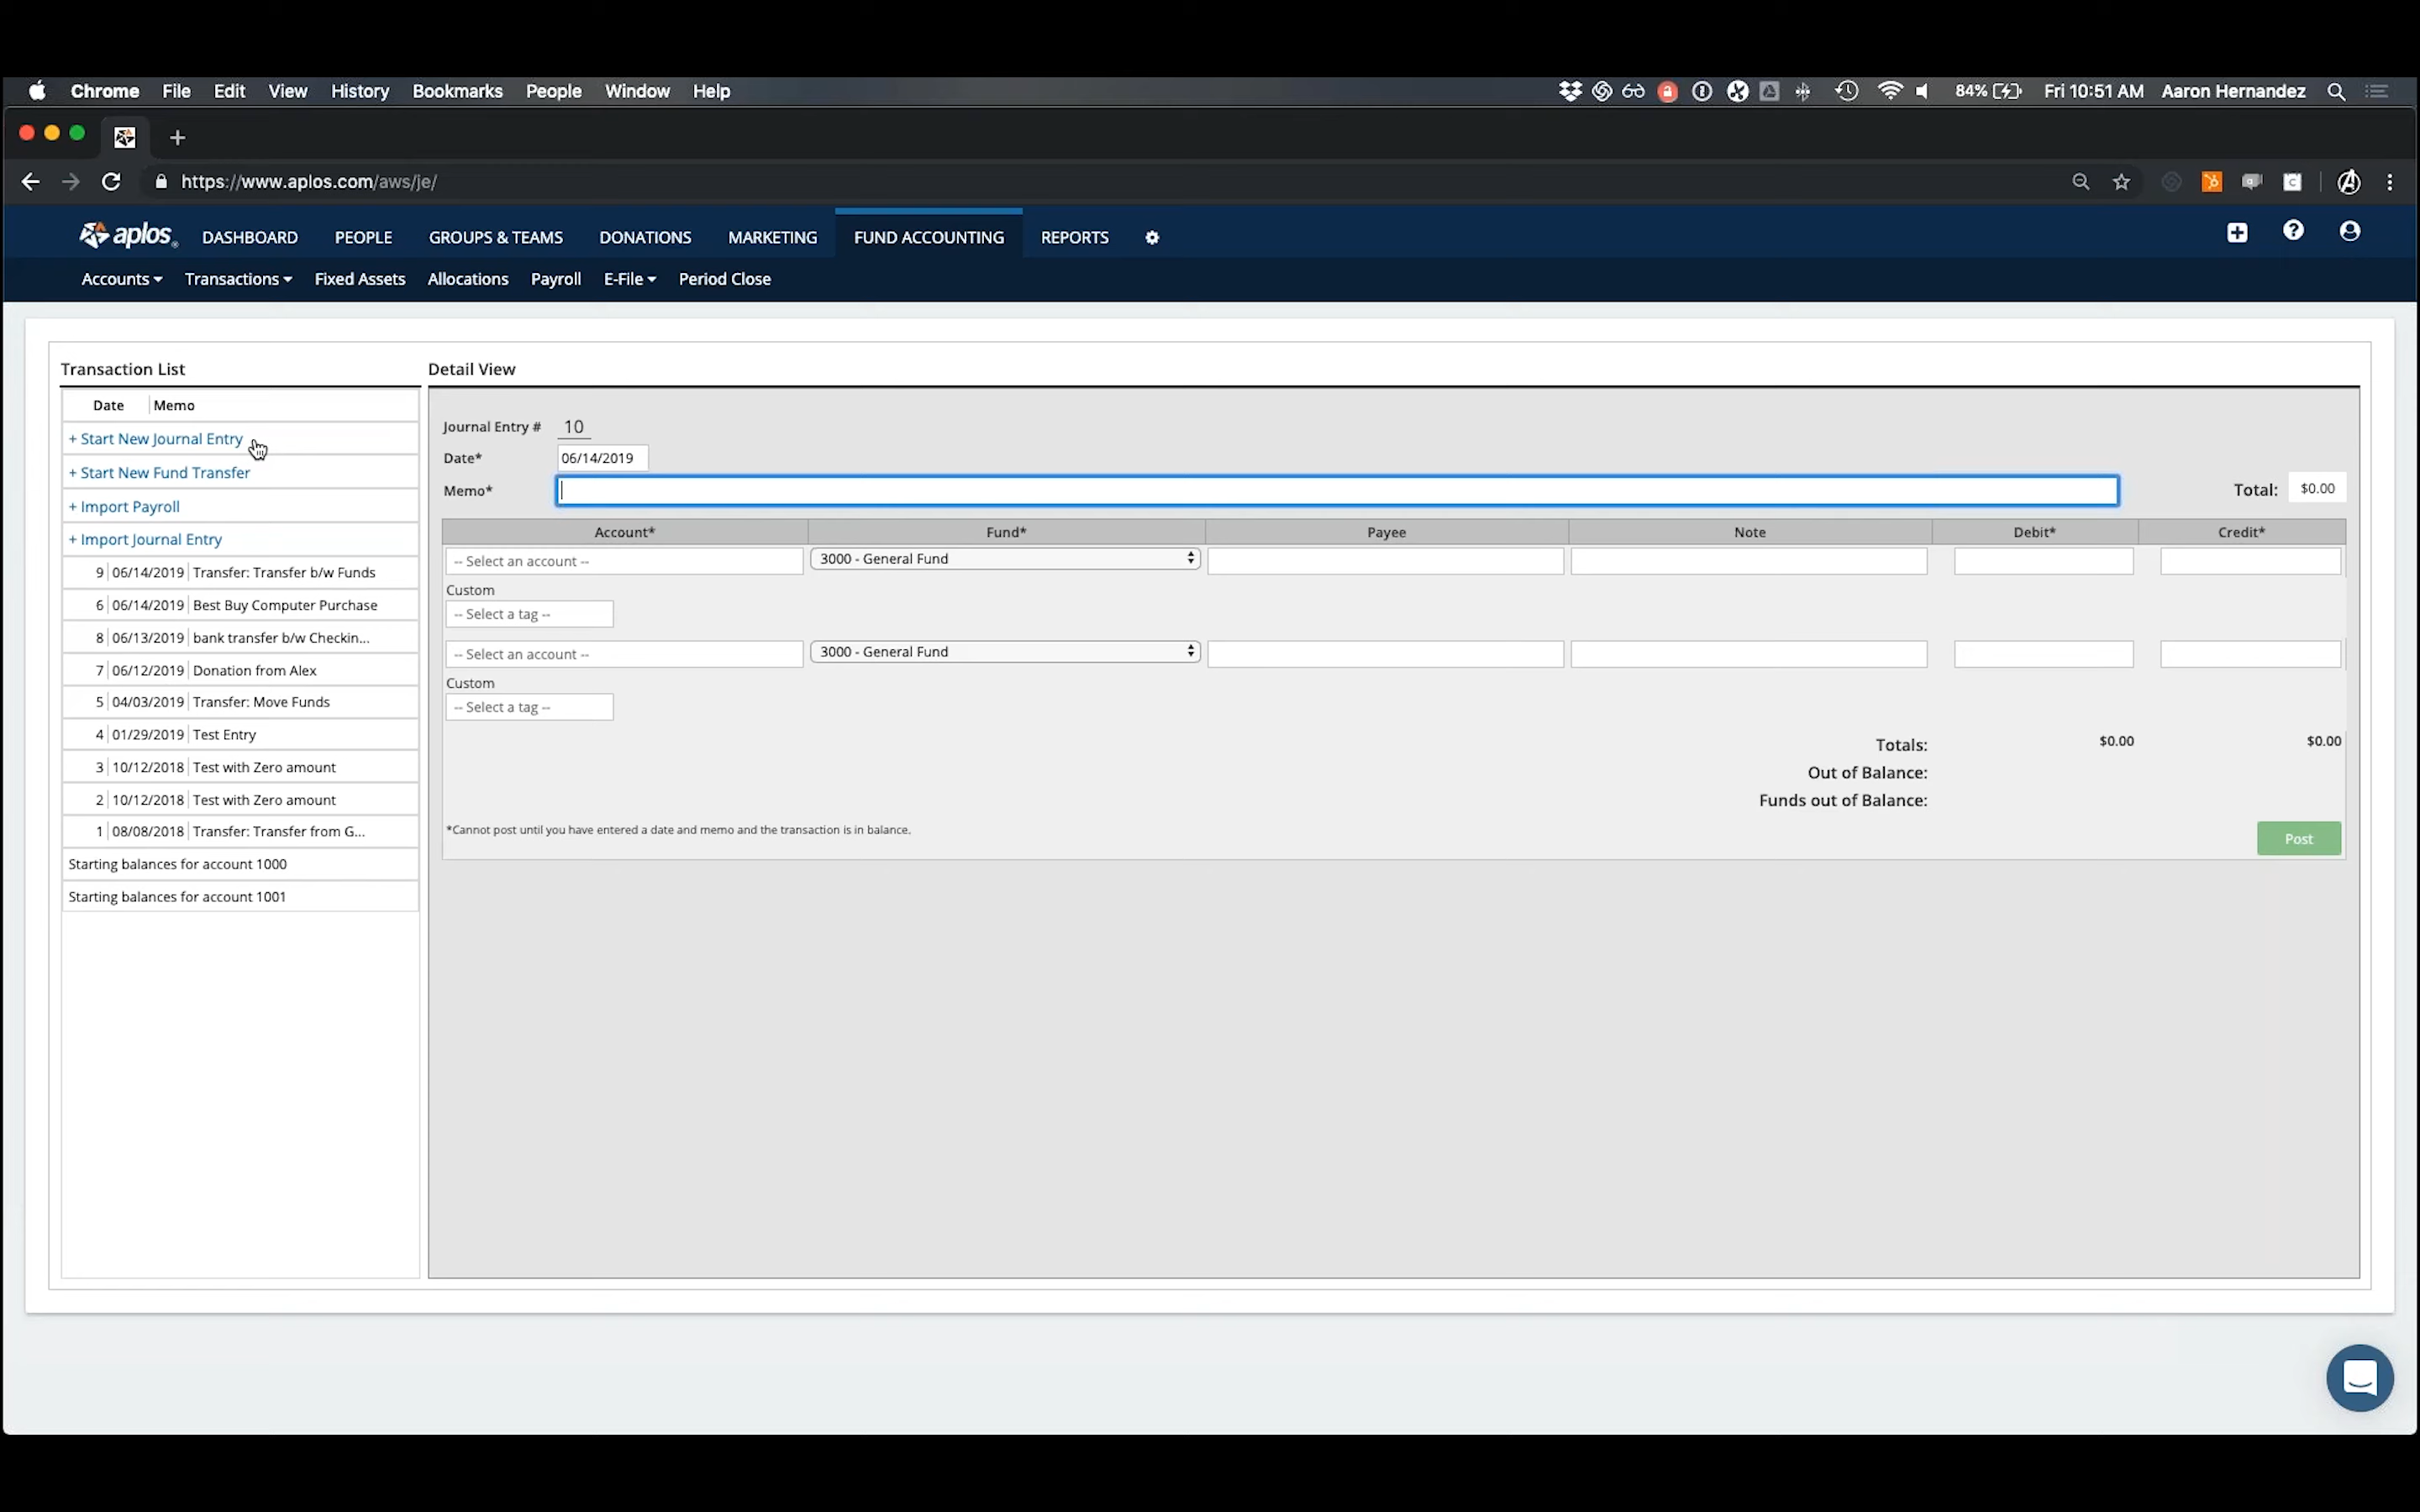 Chrome File Edit View History Bookmarks People Window Help 84% Fri 10:51 AM Aaron Hernandez
https://www.aplos.com/aws/je/
aplos DASHBOARD PEOPLE GROUPS & TEAMS DONATIONS MARKETING FUND ACCOUNTING REPORTS
Accounts Transactions Fixed Assets Allocations Payroll E-File Period Close
Transaction List
Date Memo
+ Start New Journal Entry
+ Start New Fund Transfer
+ Import Payroll
+ Import Journal Entry
9 06/14/2019 Transfer: Transfer b/w Funds
6 06/14/2019 Best Buy Computer Purchase
8 06/13/2019 bank transfer b/w Checkin...
7 06/12/2019 Donation from Alex
5 04/03/2019 Transfer: Move Funds
4 01/29/2019 Test Entry
3 10/12/2018 Test with Zero amount
2 10/12/2018 Test with Zero amount
1 08/08/2018 Transfer: Transfer from G...
Starting balances for account 1000
Starting balances for account 1001
Detail View
Journal Entry # 10
Date* 06/14/2019
Memo* Total: $0.00
Account* Fund* Payee Note Debit* Credit*
-- Select an account -- 3000 - General Fund
Custom
-- Select a tag --
-- Select an account -- 3000 - General Fund
Custom
-- Select a tag --
Totals: $0.00 $0.00
Out of Balance:
Funds out of Balance:
*Cannot post until you have entered a date and memo and the transaction is in balance.
Post